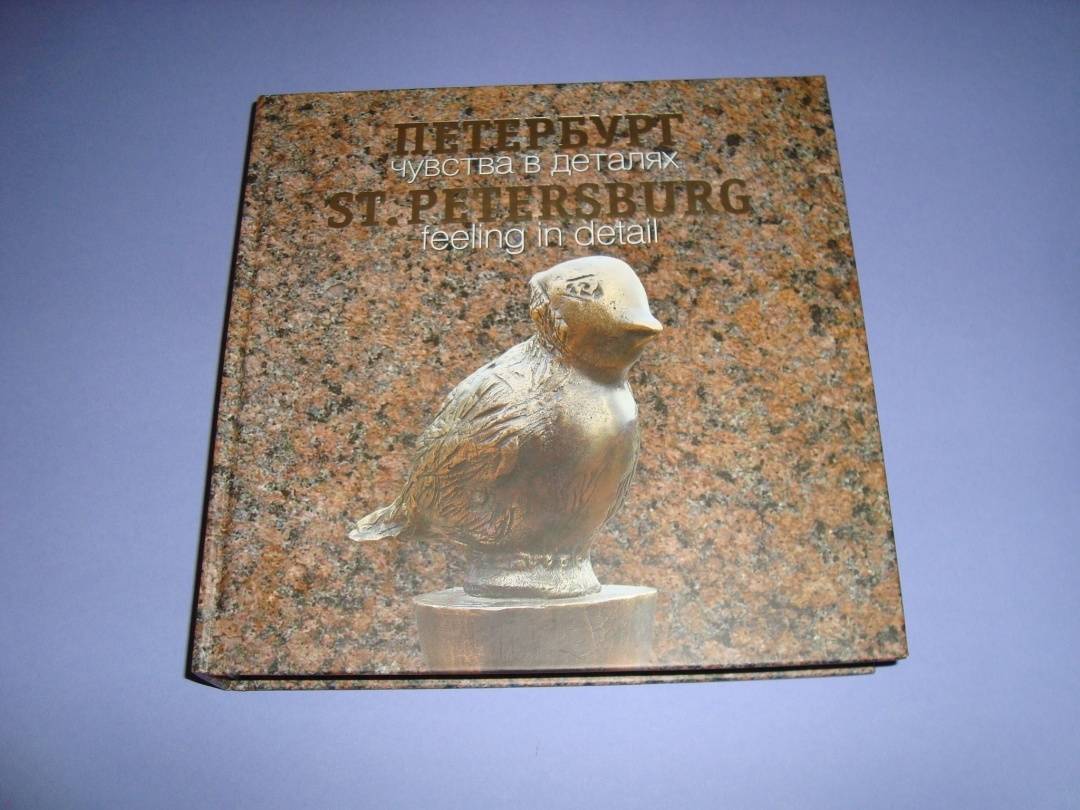 ПЕТЕРБУРГ
чувства в деталях
ST. PETERSBURG
feeling in detail